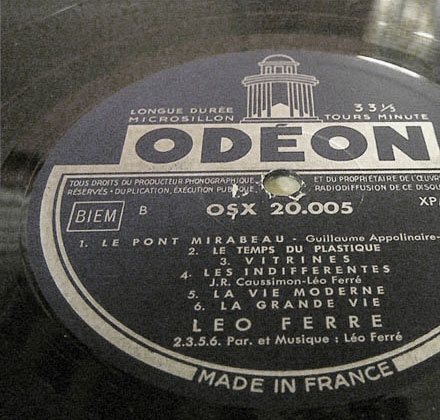 LONGUE DURÉE 33⅓
MICROSILLON TOURS MINUTE
ODÉON
TOUS DROITS DU PRODUCTEUR PHONOGRAPHIQUE ET DU PROPRIÉTAIRE DE L'ŒUVR
RÉSERVÉS • DUPLICATION, EXÉCUTION PUBLIQUE, RADIODIFFUSION DE CE DISQU
BIEM B OSX 20.005 XP
1. LE PONT MIRABEAU - Guillaume Appolinaire-
2. LE TEMPS DU PLASTIQUE
3. VITRINES
4. LES INDIFFERENTES
J.R. Caussimon-Léo Ferré
5. LA VIE MODERNE
6. LA GRANDE VIE
LEO FERRE
2.3.5.6. Par. et Musique : Léo Ferré
MADE IN FRANCE